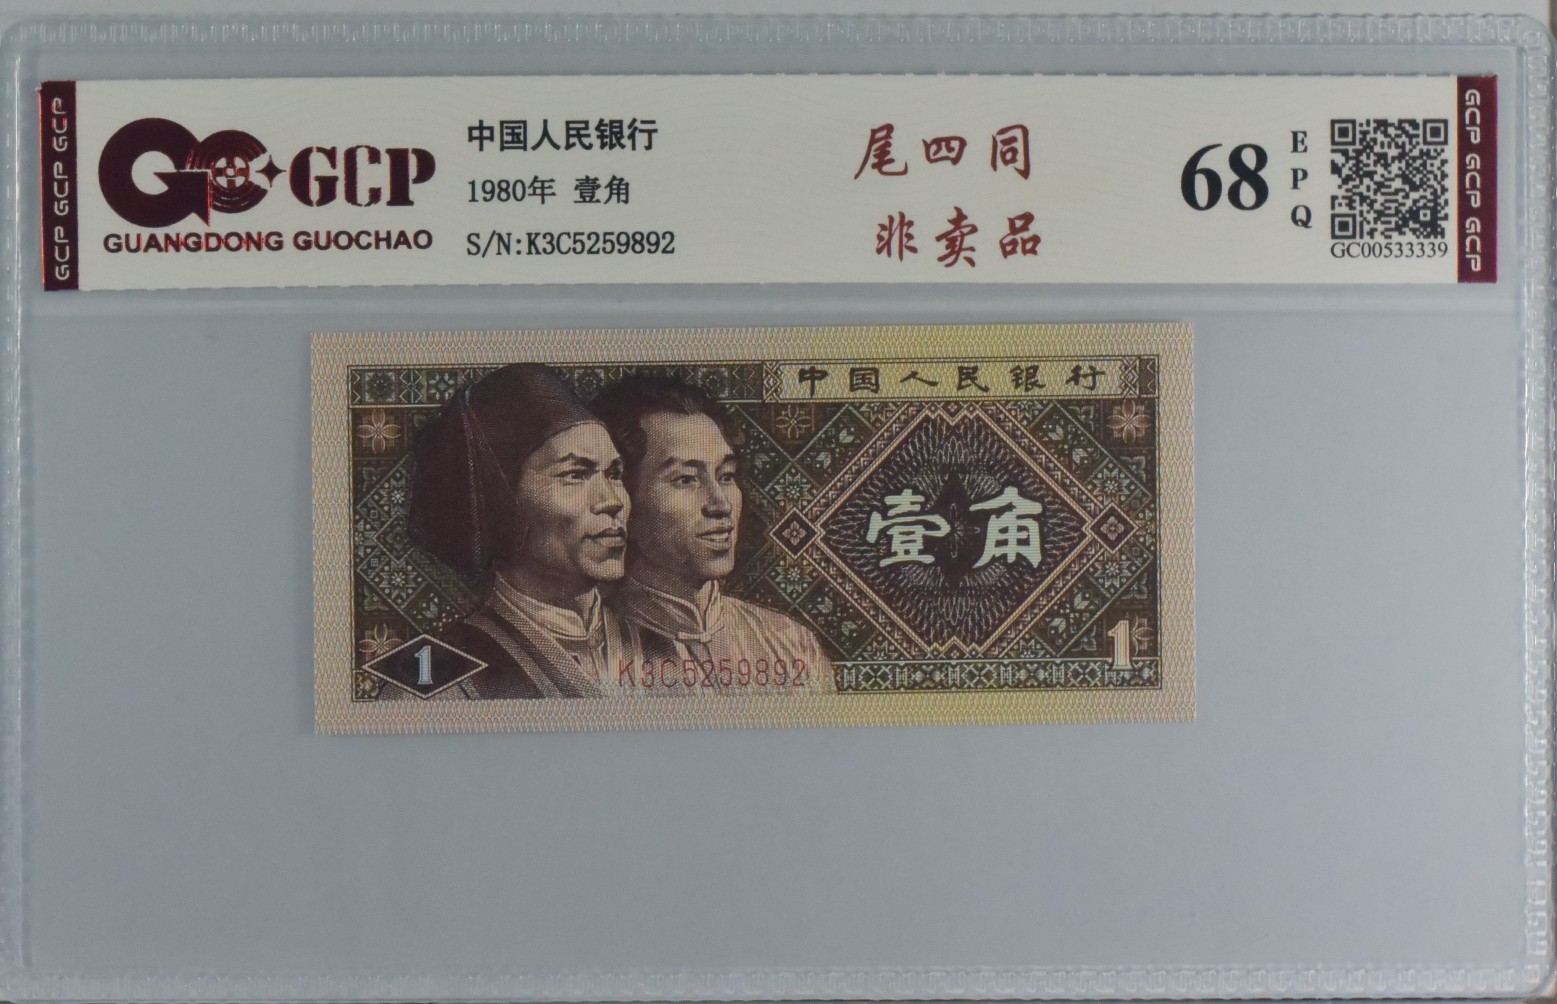 GCP GCP GCP
GCP
GUANGDONG GUOCHAO
中国人民银行
1980年 壹角
S/N:K3C5259892
尾四同
非卖品
68
EPQ
GC00533339
GCP GCP GCP
中国人民银行
壹角
1
1
K3C5259892